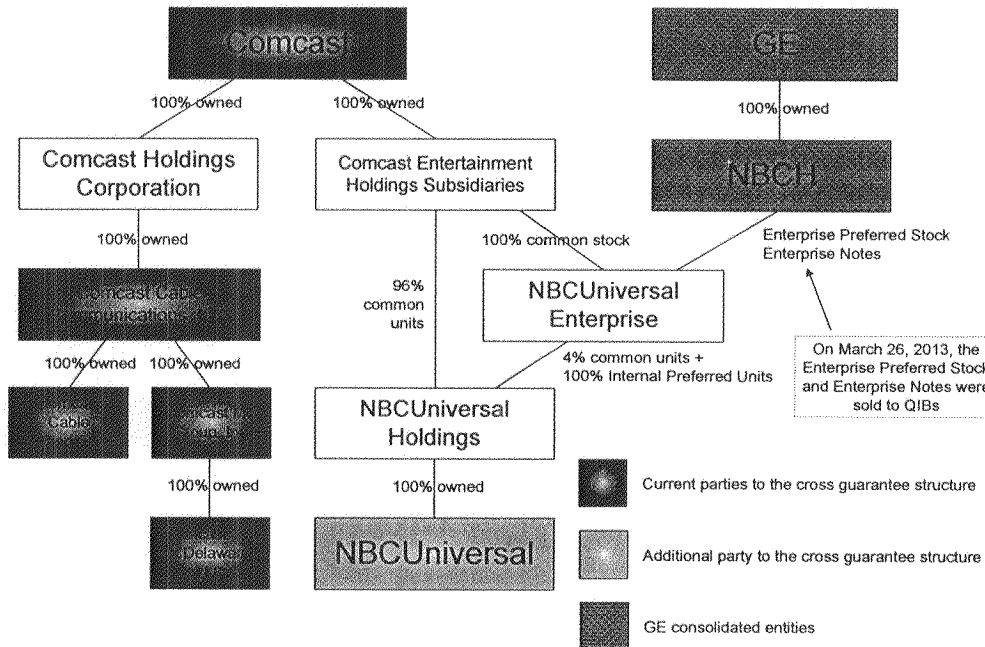 Comcast
GE
100% owned
100% owned
100% owned
Comcast Holdings
Corporation
Comcast Entertainment
Holdings Subsidiaries
NBCH
100% owned
100% common stock
Enterprise Preferred Stock
Enterprise Notes
Comcast Cable
96%
common
units
NBCUniversal
Enterprise
100% owned
100% owned
4% common units +
100% Internal Preferred Units
On March 26, 2013, the
Enterprise Preferred Stock
and Enterprise Notes were
sold to QIBs
Cable
NBCUniversal
Holdings
100% owned
100% owned
Current parties to the cross guarantee structure
NBCUniversal
Additional party to the cross guarantee structure
GE consolidated entities